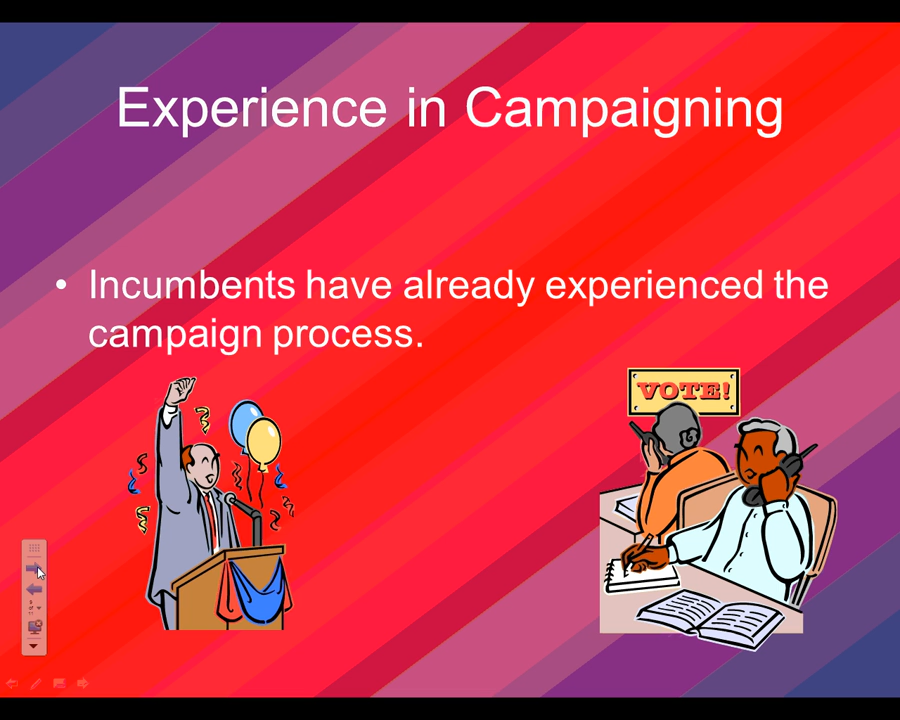 Experience in Campaigning
• Incumbents have already experienced the
campaign process.
VOTE!